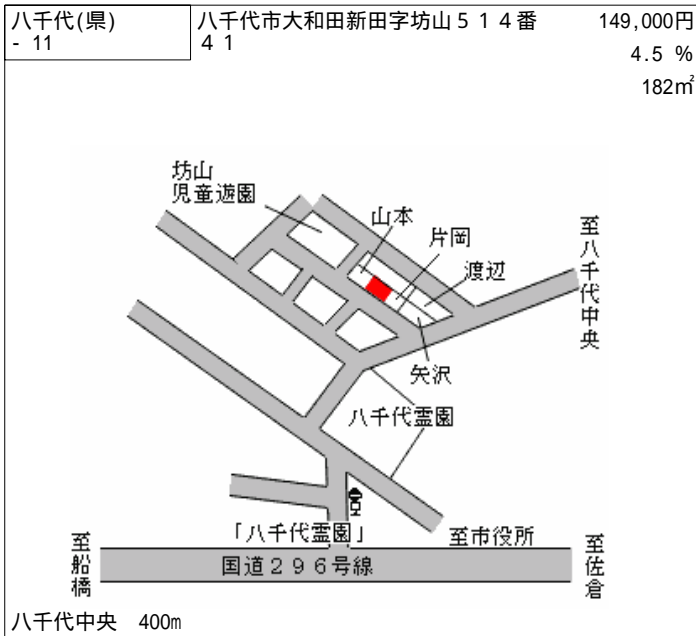 八千代(県)
- 11
八千代市大和田新田字坊山５１４番
４１
149,000円
4.5 %
182㎡
坊山
児童遊園
山本
片岡
渡辺
至八千代中央
矢沢
八千代霊園
「八千代霊園」
至市役所
至船橋
国道２９６号線
至佐倉
八千代中央 400m